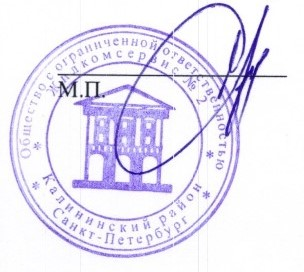 М.П.
Общество с ограниченной ответственностью
Жилкомсервис № 2
Калининский район
Санкт-Петербург